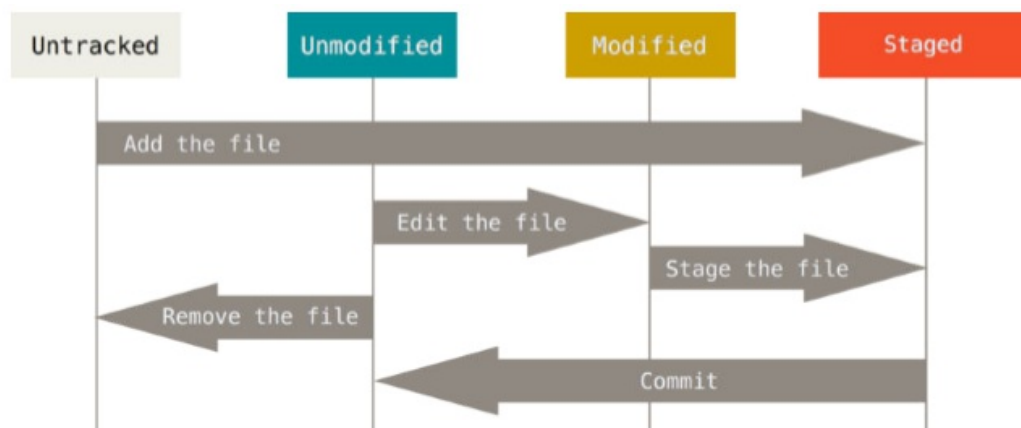 Untracked
Unmodified
Modified
Staged
Add the file
Edit the file
Stage the file
Remove the file
Commit